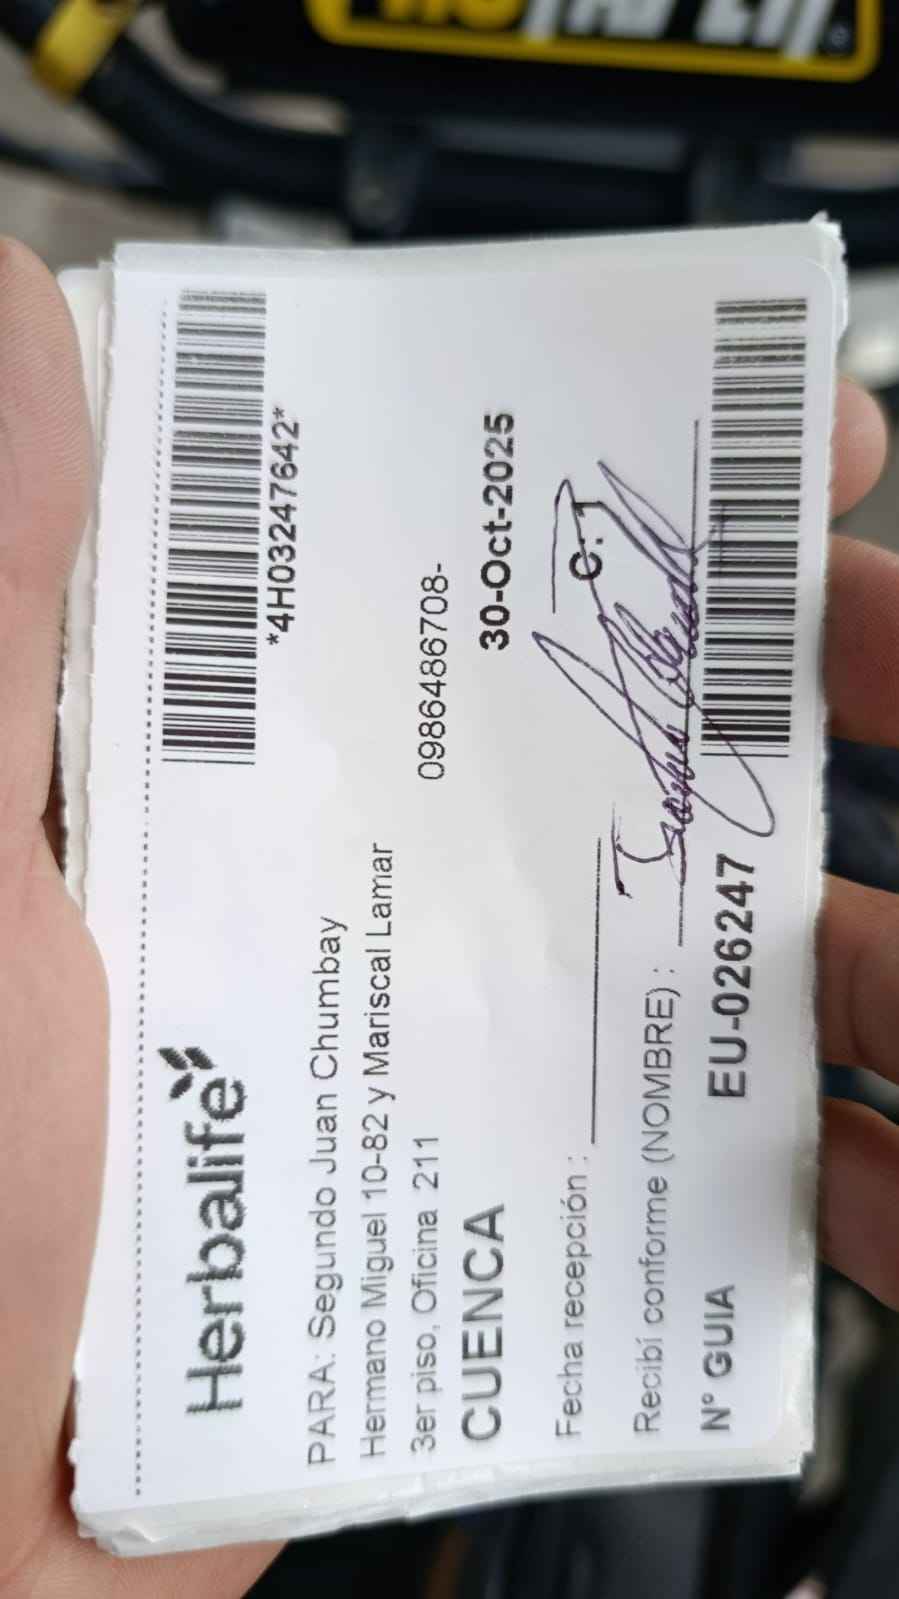 *4H03247642*
Herbalife
PARA: Segundo Juan Chumbay
Hermano Miguel 10-82 y Mariscal Lamar
3er piso, Oficina 211
0986486708-
CUENCA
30-Oct-2025
Fecha recepción :
C: 1
Recibí conforme (NOMBRE) :
N° GUIA
EU-026247